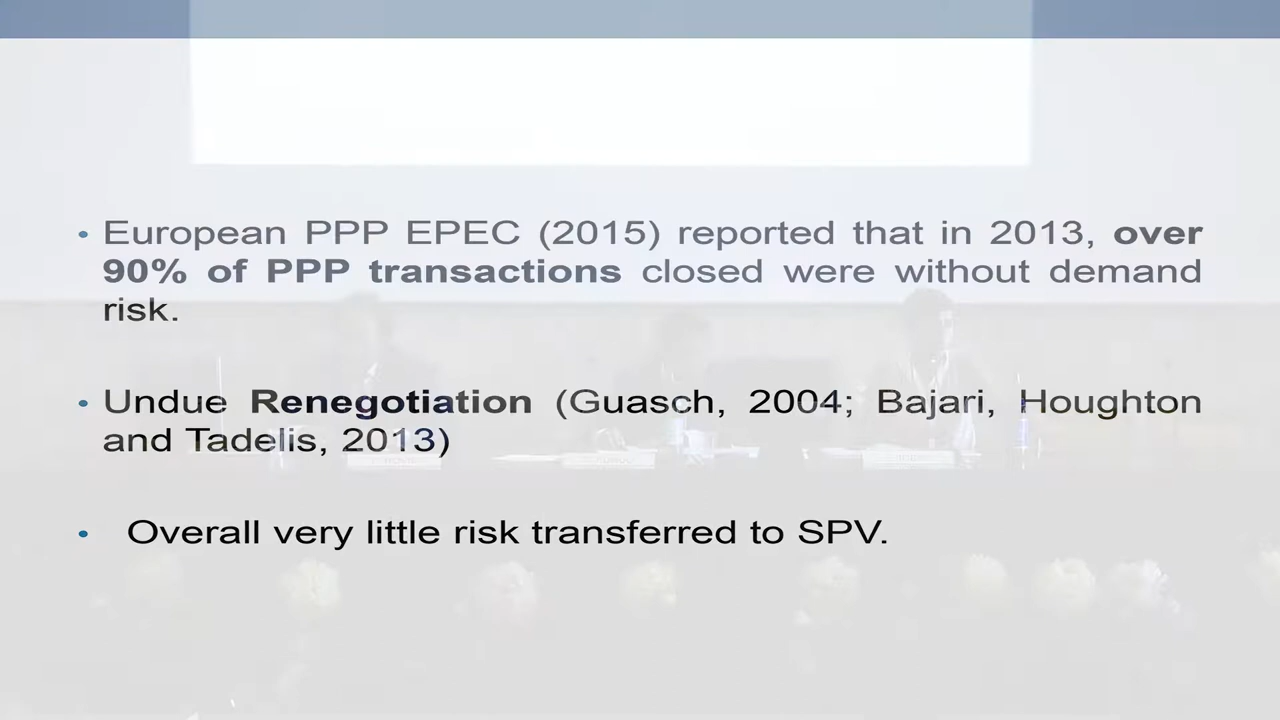 • European PPP EPEC (2015) reported that in 2013, over
90% of PPP transactions closed were without demand
risk.
• Undue Renegotiation (Guasch, 2004; Bajari, Houghton
and Tadelis, 2013)
• Overall very little risk transferred to SPV.